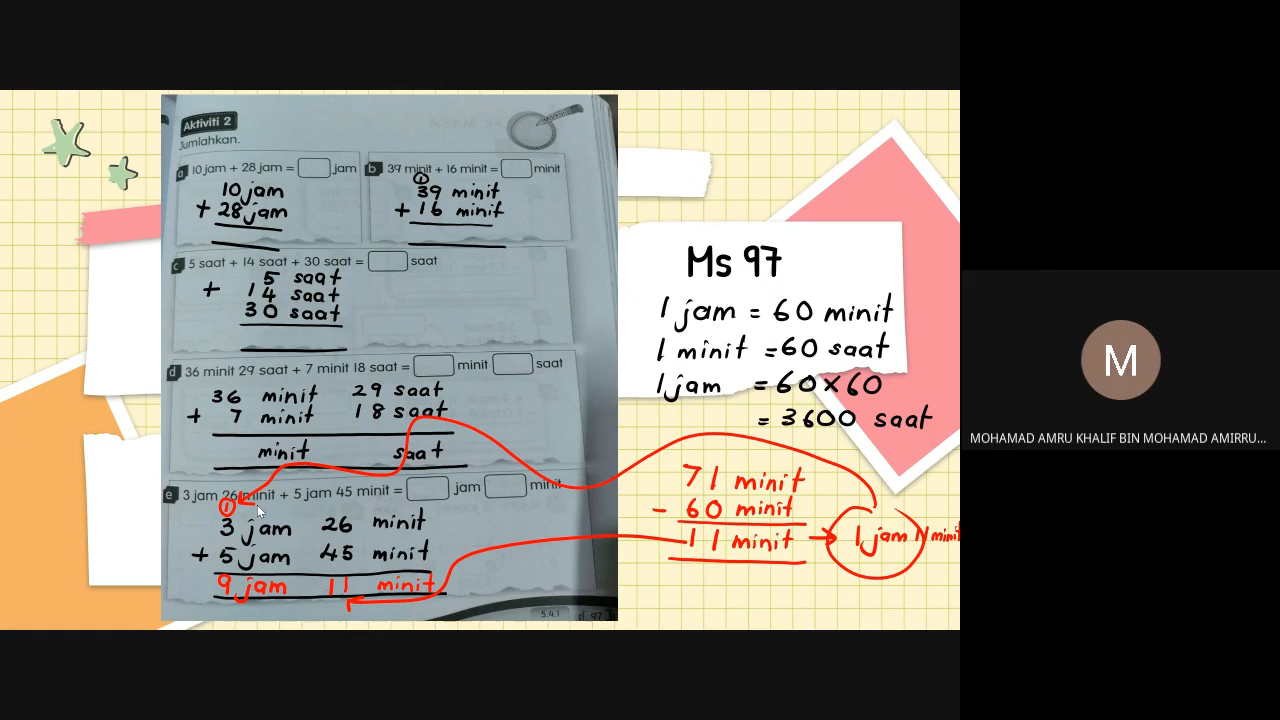 Aktiviti 2
Jumlahkan.
a 10 jam + 28 jam = jam
10 jam
+ 28 jam
b 39 minit + 16 minit = minit
1
39 minit
+ 16 minit
c 5 saat + 14 saat + 30 saat = saat
5 saat
+ 14 saat
30 saat
d 36 minit 29 saat + 7 minit 18 saat = minit saat
36 minit 29 saat
+ 7 minit 18 saat
minit saat
e 3 jam 26 minit + 5 jam 45 minit = jam minit
1
3 jam 26 minit
+ 5 jam 45 minit
9 jam 11 minit
5.4.1
Ms 97
1 jam = 60 minit
1 minit = 60 saat
1 jam = 60 x 60
= 3600 saat
71 minit
- 60 minit
11 minit → 1 jam 11 minit
M
MOHAMAD AMRU KHALIF BIN MOHAMAD AMIRRU...